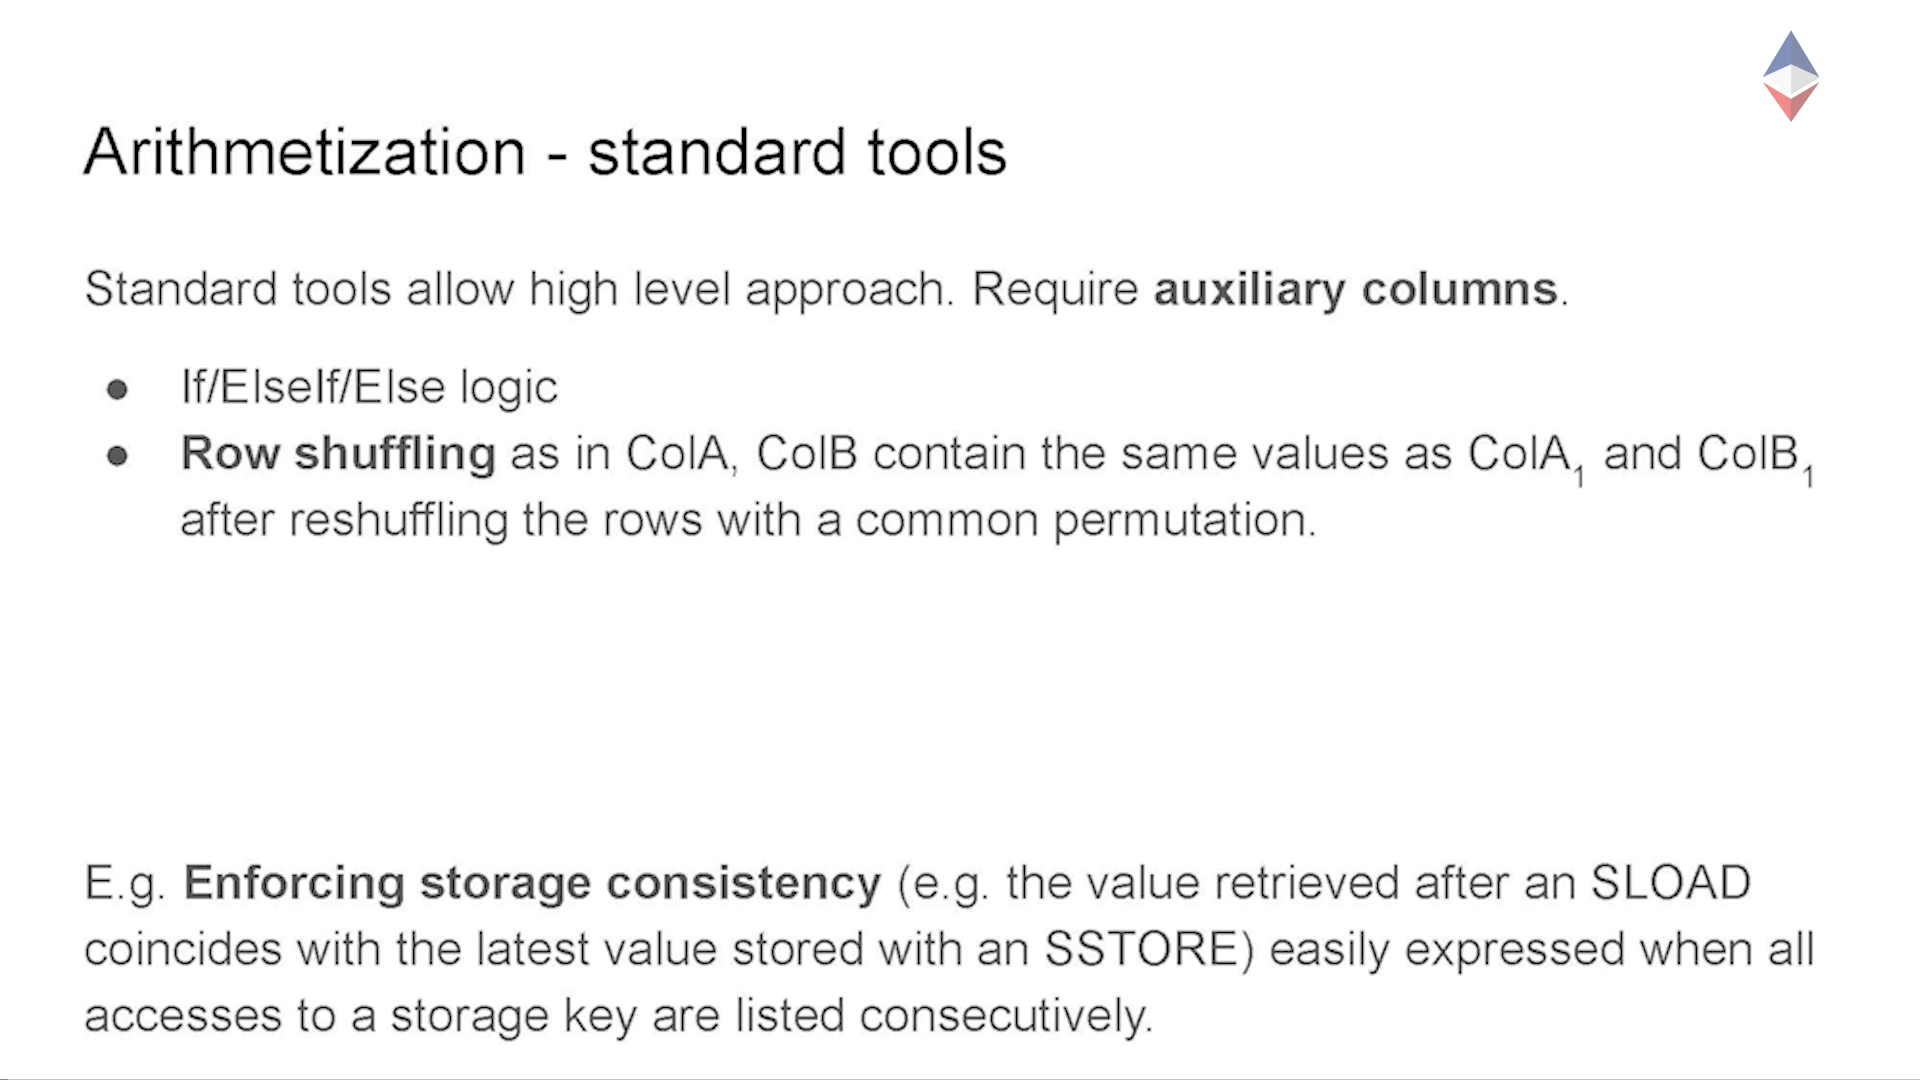 Arithmetization - standard tools
Standard tools allow high level approach. Require auxiliary columns.
● If/ElseIf/Else logic
● Row shuffling as in ColA, ColB contain the same values as ColA₁ and ColB₁
after reshuffling the rows with a common permutation.
E.g. Enforcing storage consistency (e.g. the value retrieved after an SLOAD
coincides with the latest value stored with an SSTORE) easily expressed when all
accesses to a storage key are listed consecutively.